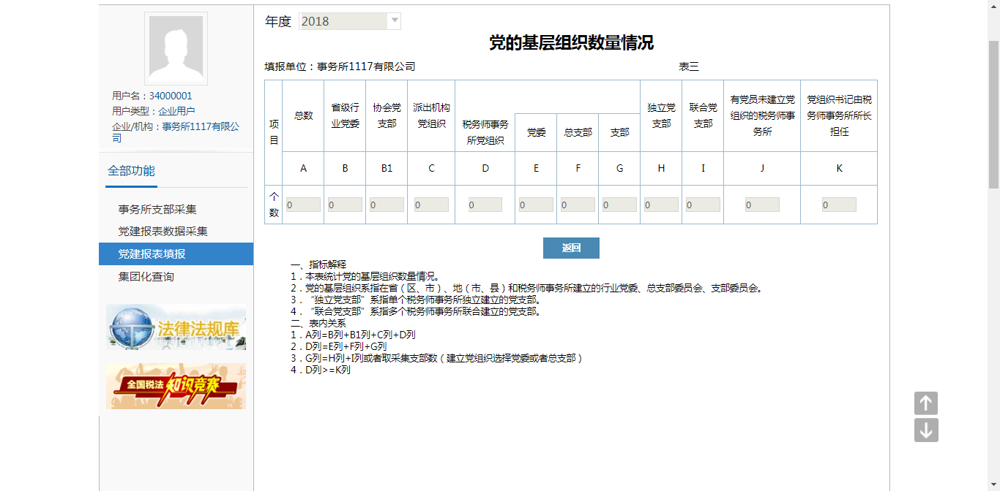 年度 2018
党的基层组织数量情况
填报单位：事务所1117有限公司 表三
用户名：34000001
用户类型：企业用户
企业/机构：事务所1117有限公
司
全部功能
事务所支部采集
党建报表数据采集
党建报表填报
集团化查询
法律法规库
全国税法知识竞赛
项
目
总数
省级行
业党委
协会党
支部
派出机构
党组织
税务师事务
所党组织
党委
总支部
支部
独立党
支部
联合党
支部
有党员未建立党
组织的税务师事
务所
党组织书记由税
务师事务所所长
担任
A B B1 C D E F G H I J K
个
数
0 0 0 0 0 0 0 0 0 0 0 0
返回
一、指标解释
1．本表统计党的基层组织数量情况。
2．党的基层组织系指在省（区、市）、地（市、县）和税务师事务所建立的行业党委、总支部委员会、支部委员会。
3．“独立党支部”系指单个税务师事务所独立建立的党支部。
4．“联合党支部”系指多个税务师事务所联合建立的党支部。
二、表内关系
1．A列=B列+B1列+C列+D列
2．D列=E列+F列+G列
3．G列=H列+I列或者取采集支部数（建立党组织选择党委或者总支部）
4．D列>=K列